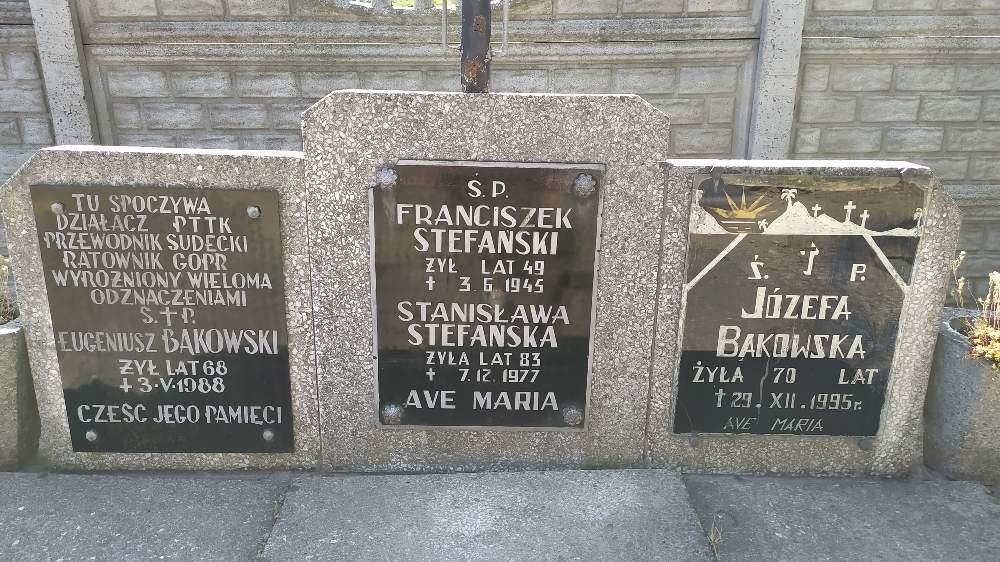 TU SPOCZYWA
DZIAŁACZ PTTK
PRZEWODNIK SUDECKI
RATOWNIK GOPR
WYRÓŻNIONY WIELOMA
ODZNACZENIAMI
Ś.†P.
EUGENIUSZ BĄKOWSKI
ŻYŁ LAT 68
† 3.V.1988
CZEŚĆ JEGO PAMIĘCI
Ś.P.
FRANCISZEK
STEFAŃSKI
ŻYŁ LAT 49
† 3 6 1945
STANISŁAWA
STEFAŃSKA
ŻYŁA LAT 83
† 7.12.1977
AVE MARIA
Ś. † P.
JÓZEFA
BĄKOWSKA
ŻYŁA 70 LAT
† 29.XII.1995r.
AVE MARIA